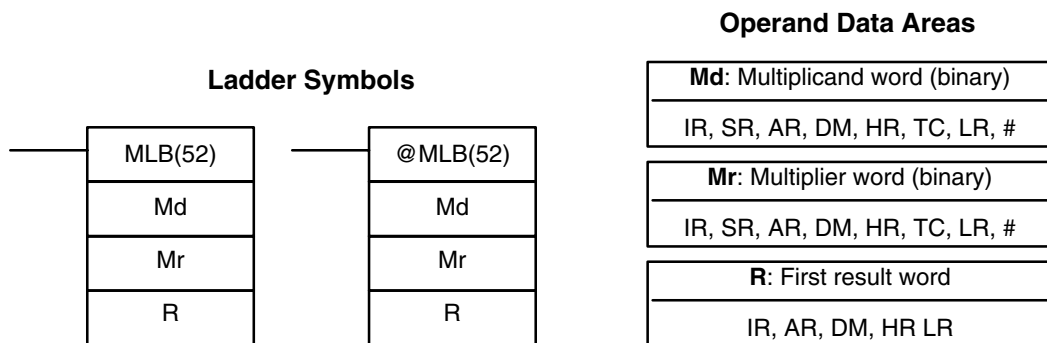 Operand Data Areas
Ladder Symbols
MLB(52)
Md
Mr
R
@MLB(52)
Md
Mr
R
Md: Multiplicand word (binary)
IR, SR, AR, DM, HR, TC, LR, #
Mr: Multiplier word (binary)
IR, SR, AR, DM, HR, TC, LR, #
R: First result word
IR, AR, DM, HR LR